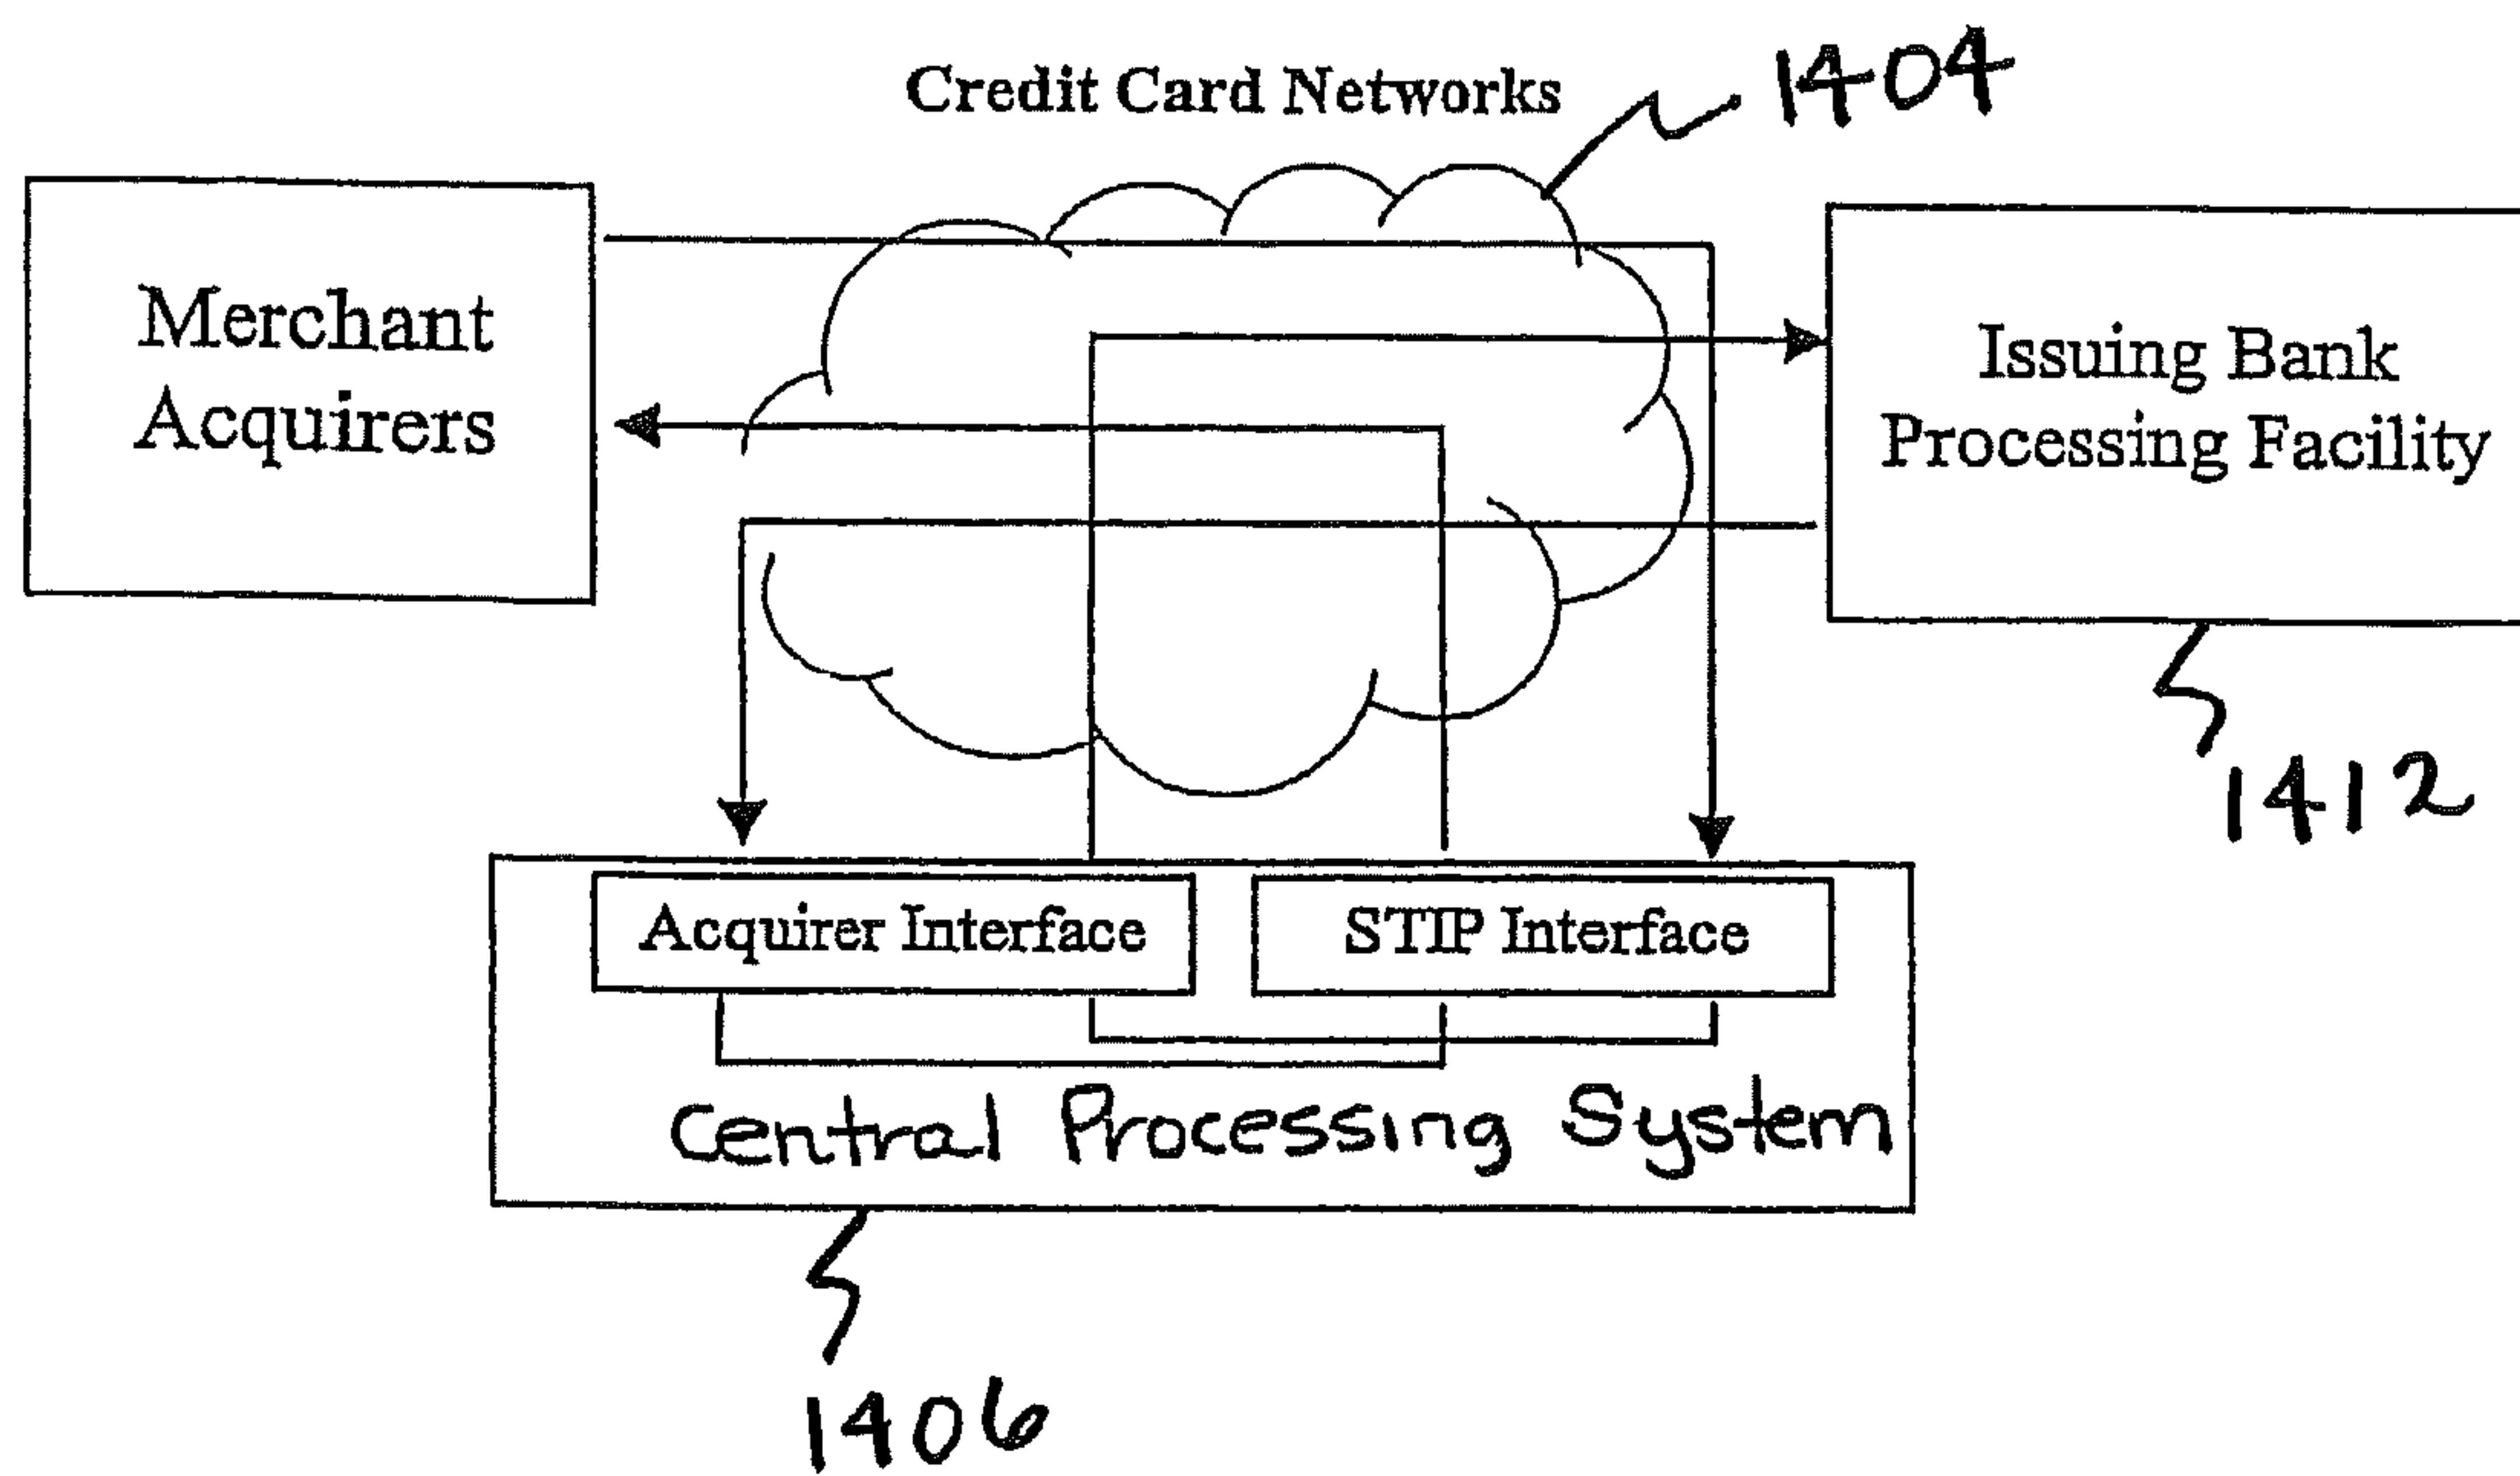 Credit Card Networks
1404
Merchant
Acquirers
Issuing Bank
Processing Facility
1412
Acquirer Interface
STIP Interface
Central Processing System
1406